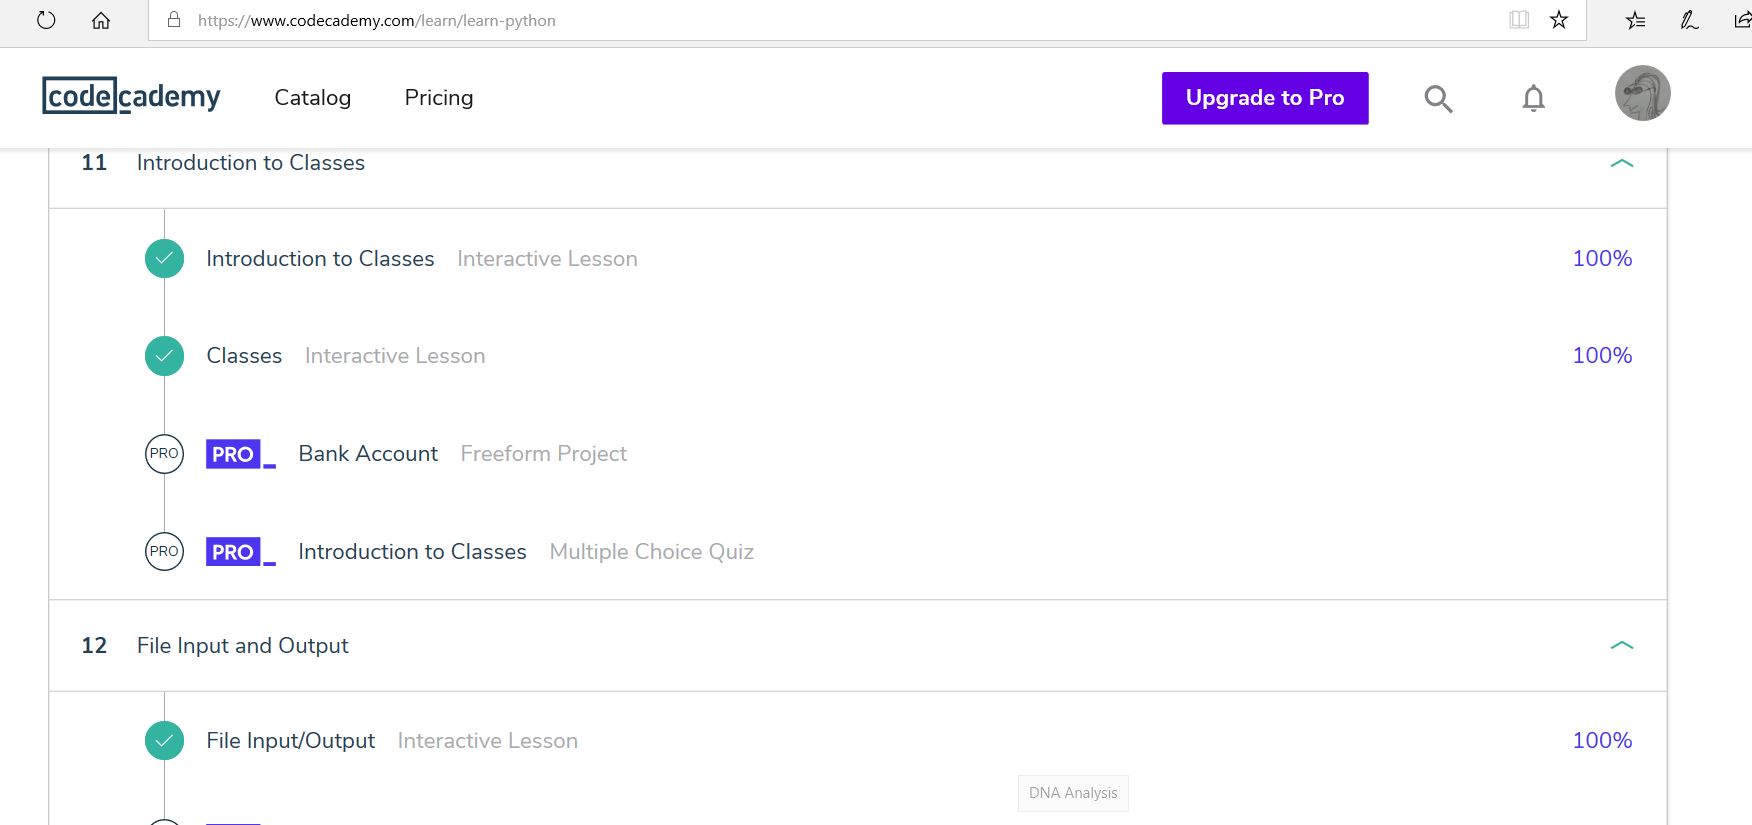 https://www.codecademy.com/learn/learn-python
codecademy Catalog Pricing Upgrade to Pro
11 Introduction to Classes
Introduction to Classes Interactive Lesson 100%
Classes Interactive Lesson 100%
PRO PRO_ Bank Account Freeform Project
PRO PRO_ Introduction to Classes Multiple Choice Quiz
12 File Input and Output
File Input/Output Interactive Lesson 100%
DNA Analysis